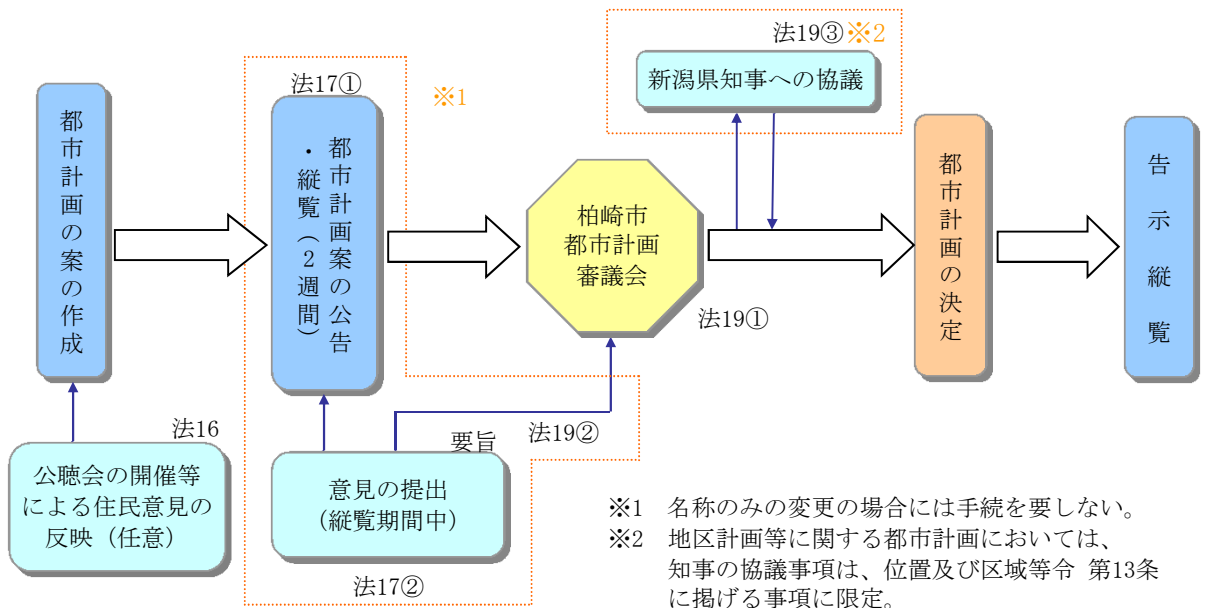 法19③※2
新潟県知事への協議
法17①
※1
都市計画の案の作成
都市計画案の公告
・縦覧（2週間）
柏崎市
都市計画
審議会
法19①
都市計画の決定
告示縦覧
法16
公聴会の開催等
による住民意見の
反映（任意）
要旨
法19②
意見の提出
（縦覧期間中）
法17②
※1　名称のみの変更の場合には手続を要しない。
※2　地区計画等に関する都市計画においては、
知事の協議事項は、位置及び区域等令 第13条
に掲げる事項に限定。